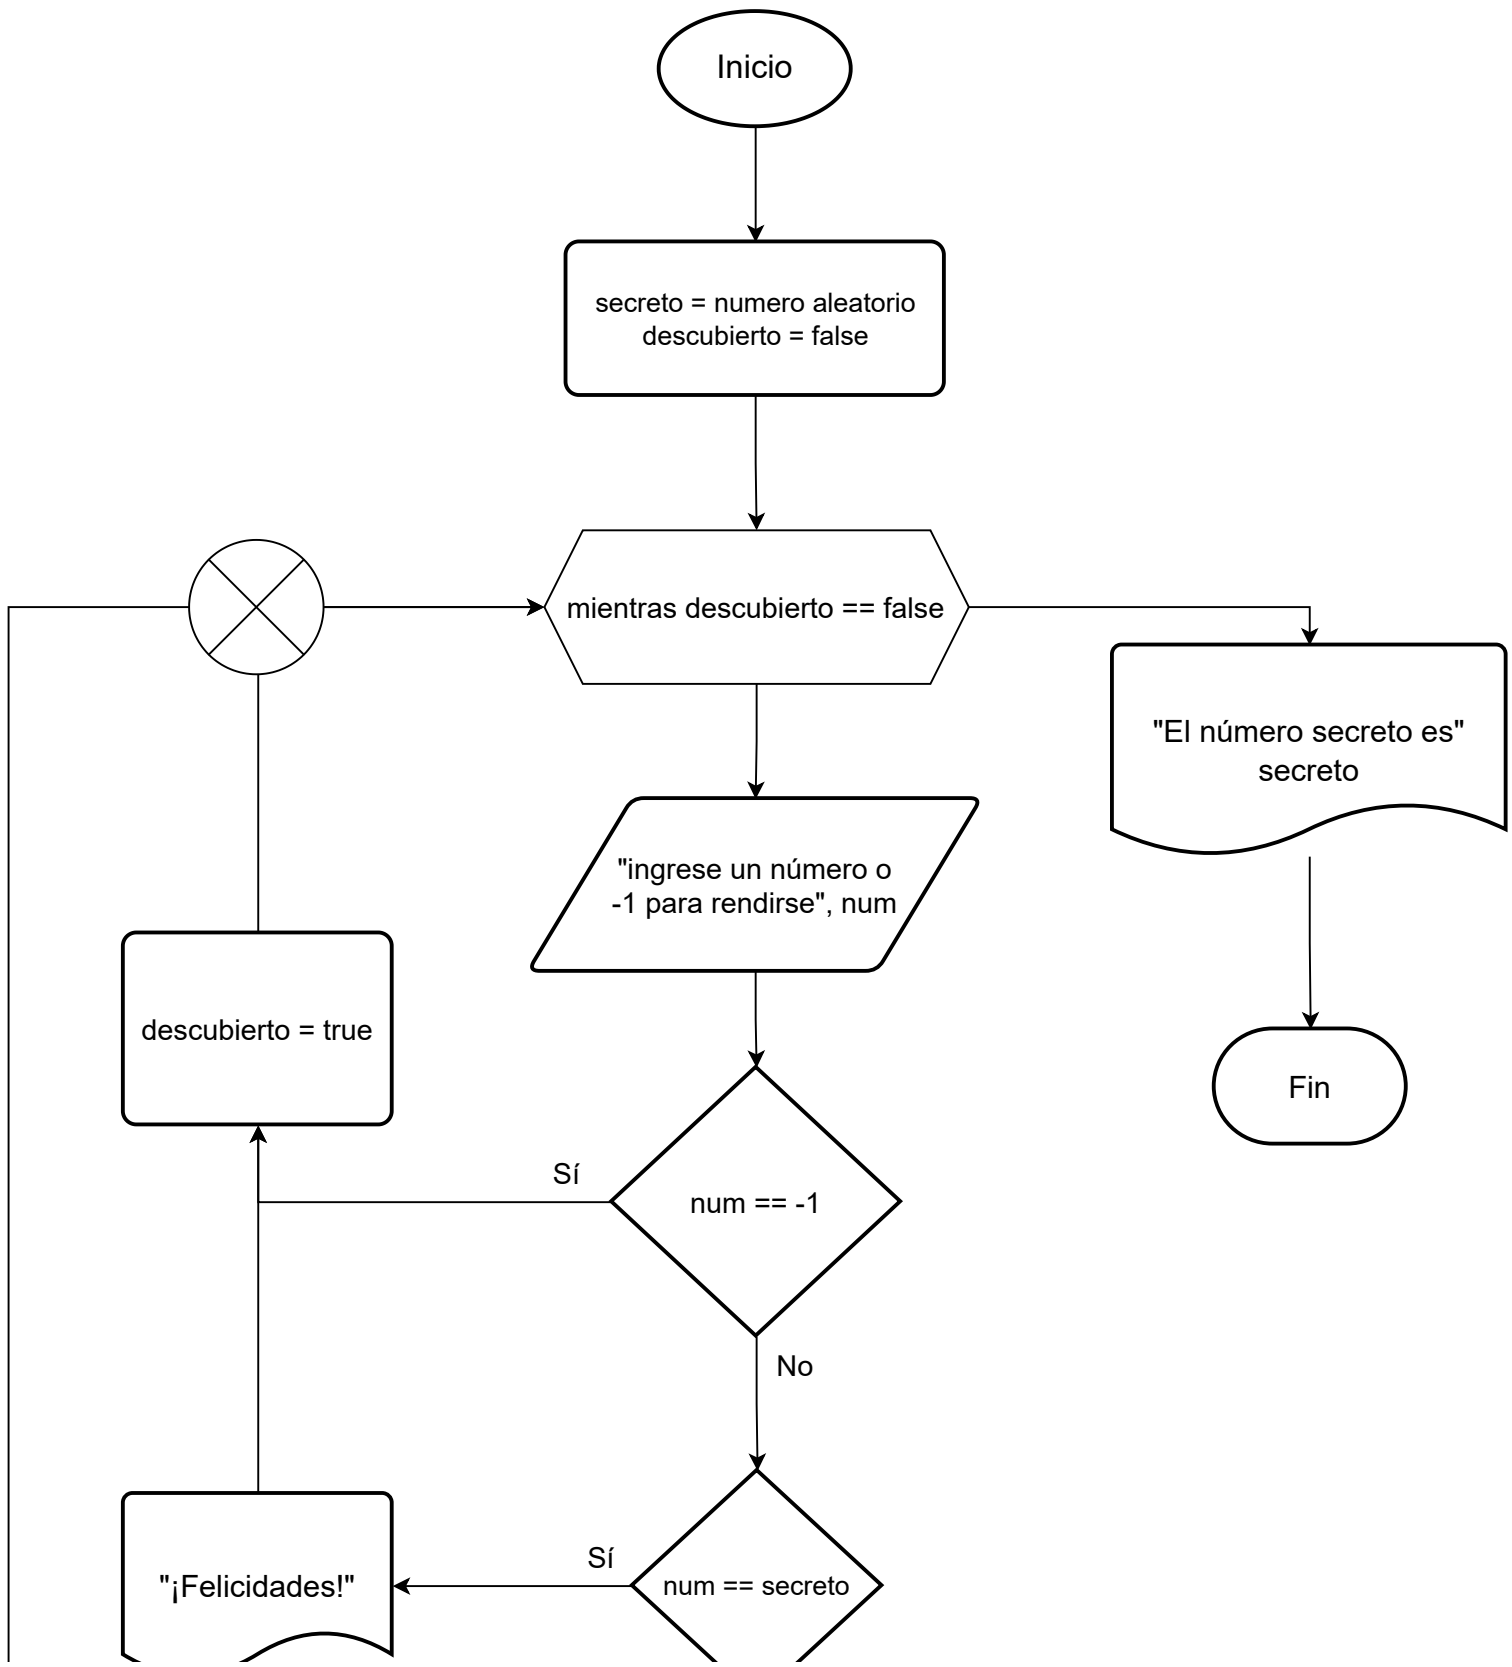 Inicio
secreto = numero aleatorio
descubierto = false
mientras descubierto == false
"El número secreto es"
secreto
"ingrese un número o
-1 para rendirse", num
descubierto = true
Fin
Sí
num == -1
No
Sí
"¡Felicidades!"
num == secreto